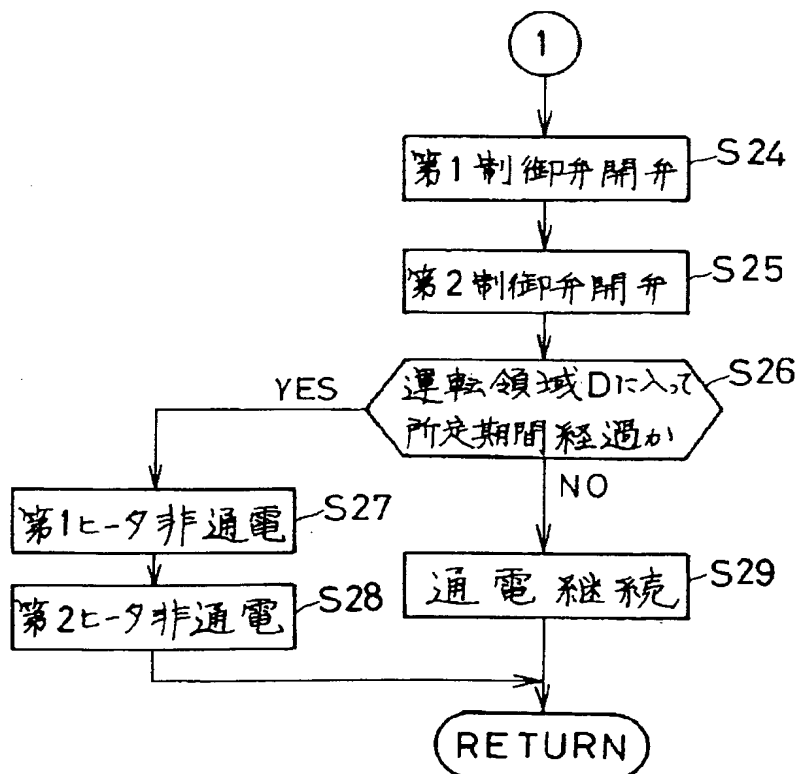 1
第1制御弁開弁
S24
第2制御弁開弁
S25
運転領域Dに入って
所定期間経過か
S26
YES
NO
第1ヒータ非通電
S27
第2ヒータ非通電
S28
通電継続
S29
RETURN